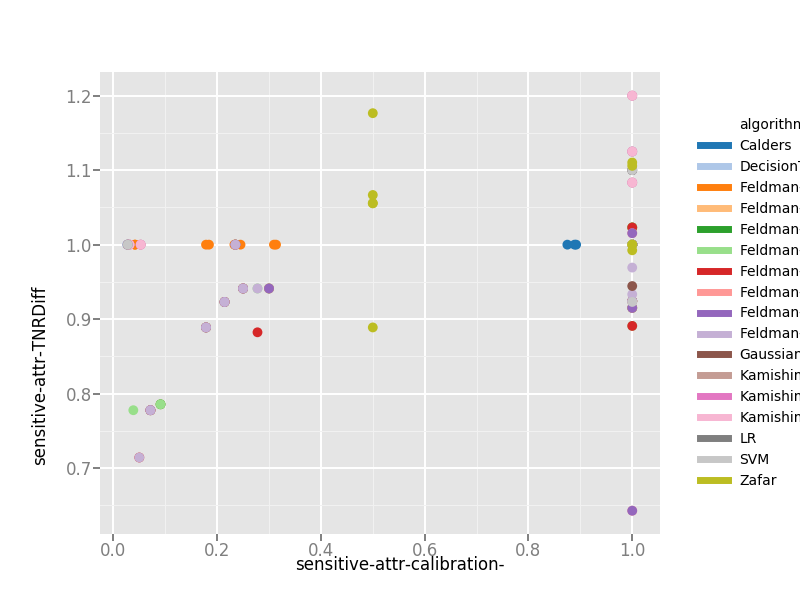 1.2
1.1
1.0
0.9
0.8
0.7
sensitive-attr-TNRDiff
0.0 0.2 0.4 0.6 0.8 1.0
sensitive-attr-calibration-
algorithm
Calders
DecisionT
Feldman-
Feldman-
Feldman-
Feldman-
Feldman-
Feldman-
Feldman-
Feldman-
Gaussian
Kamishin
Kamishin
Kamishin
LR
SVM
Zafar